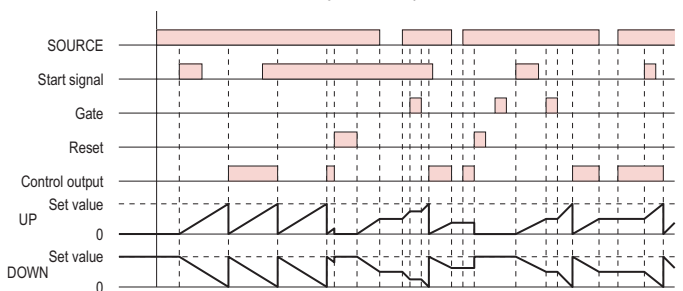 SOURCE
Start signal
Gate
Reset
Control output
Set value
UP
0
Set value
DOWN
0